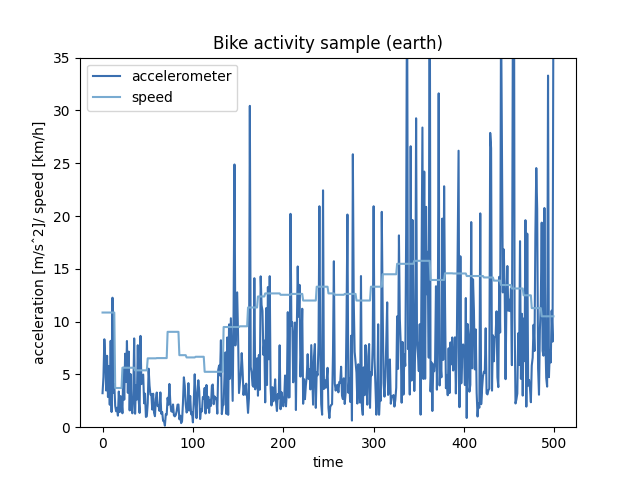 Bike activity sample (earth)
accelerometer
speed
35
30
25
20
15
10
5
0
acceleration [m/sˆ2]/ speed [km/h]
0 100 200 300 400 500
time